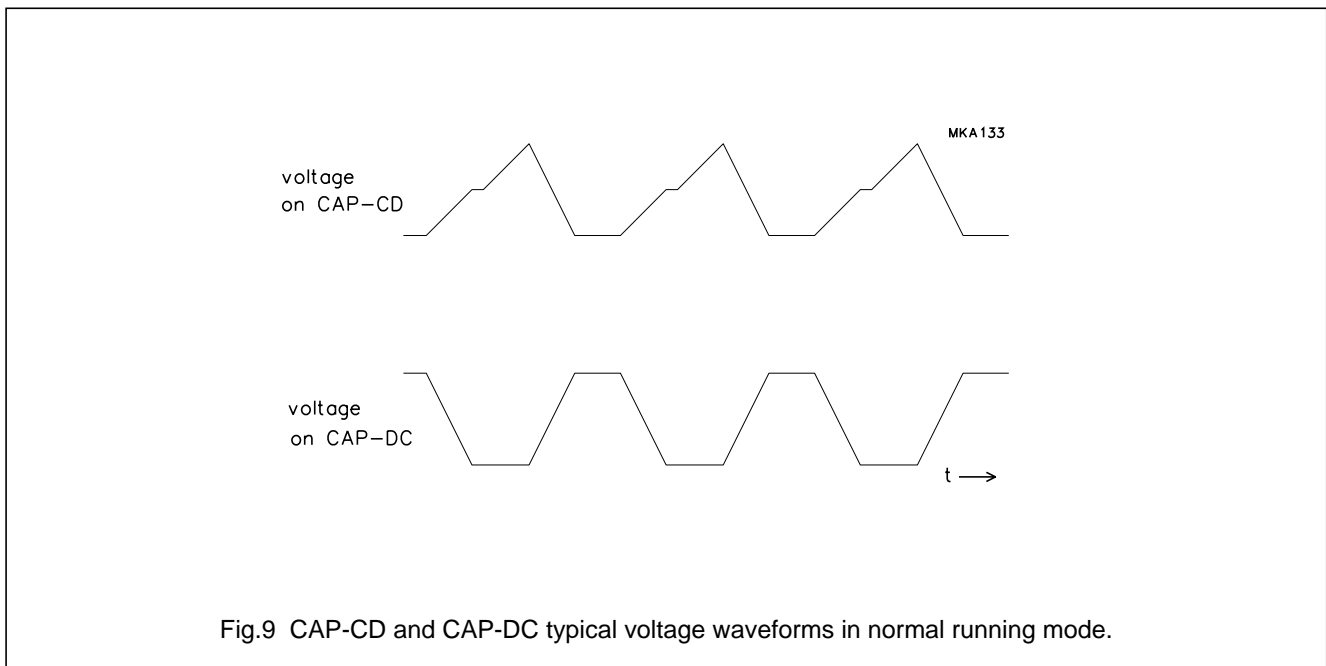 MKA133
voltage
on CAP-CD
voltage
on CAP-DC
t
Fig.9 CAP-CD and CAP-DC typical voltage waveforms in normal running mode.